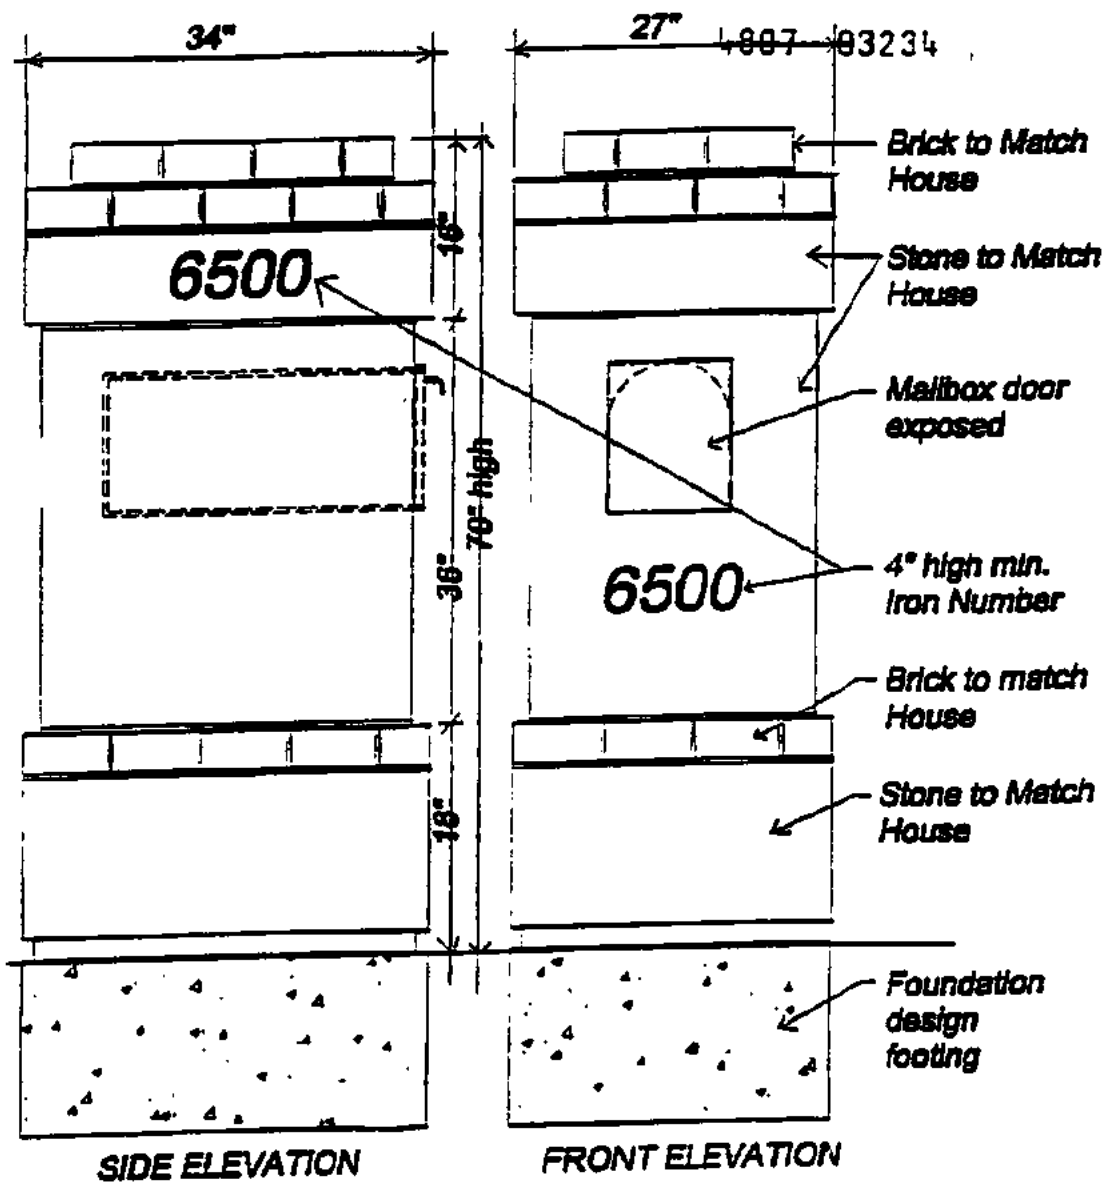 34"
27"
4807 03234
Brick to Match
House
16"
Stone to Match
House
6500
Mailbox door
exposed
70" high
36"
4" high min.
Iron Number
6500
Brick to match
House
18"
Stone to Match
House
Foundation
design
footing
SIDE ELEVATION
FRONT ELEVATION